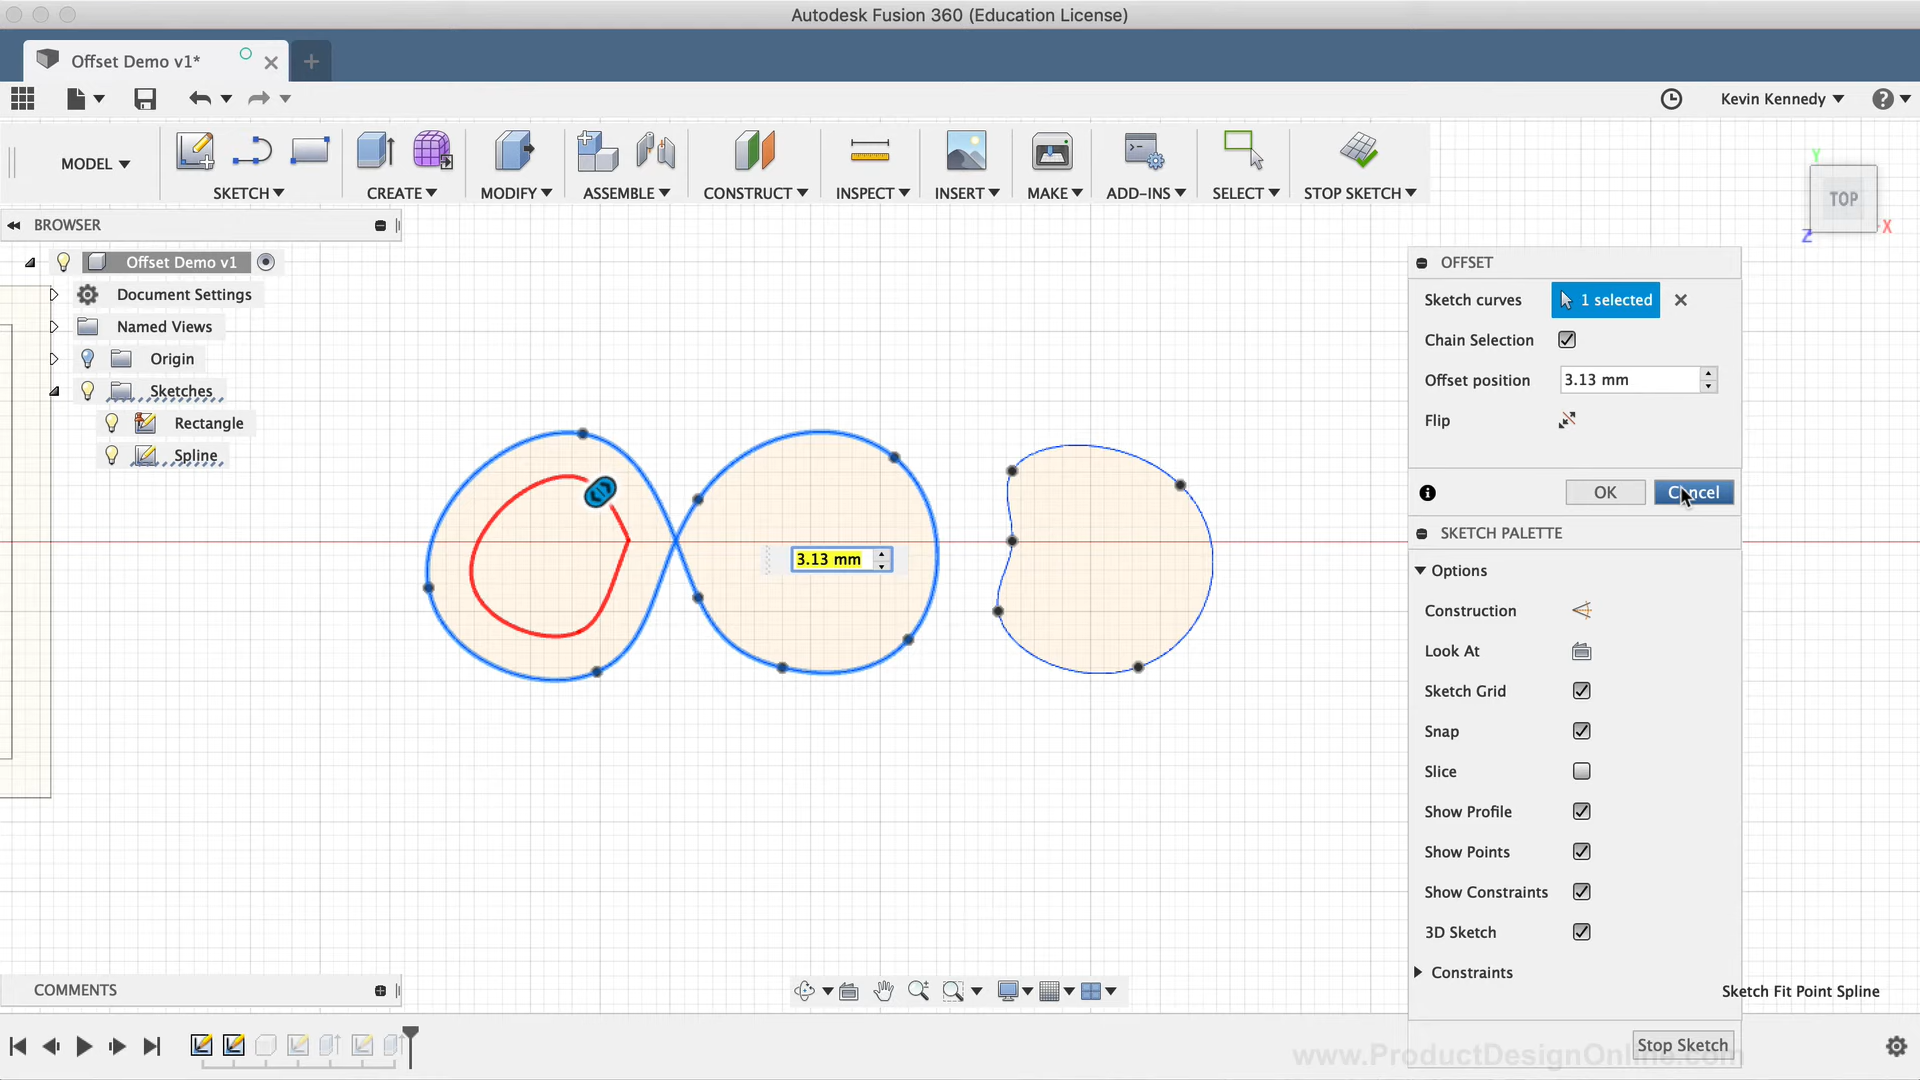 Autodesk Fusion 360 (Education License)
Offset Demo v1*
Kevin Kennedy
MODEL
SKETCH
CREATE
MODIFY
ASSEMBLE
CONSTRUCT
INSPECT
INSERT
MAKE
ADD-INS
SELECT
STOP SKETCH
TOP
Y
X
Z
BROWSER
Offset Demo v1
Document Settings
Named Views
Origin
Sketches
Rectangle
Spline
3.13 mm
OFFSET
Sketch curves 1 selected
Chain Selection
Offset position 3.13 mm
Flip
OK Cancel
SKETCH PALETTE
Options
Construction
Look At
Sketch Grid
Snap
Slice
Show Profile
Show Points
Show Constraints
3D Sketch
Constraints
COMMENTS
Sketch Fit Point Spline
Stop Sketch
www.ProductDesignOnline.com